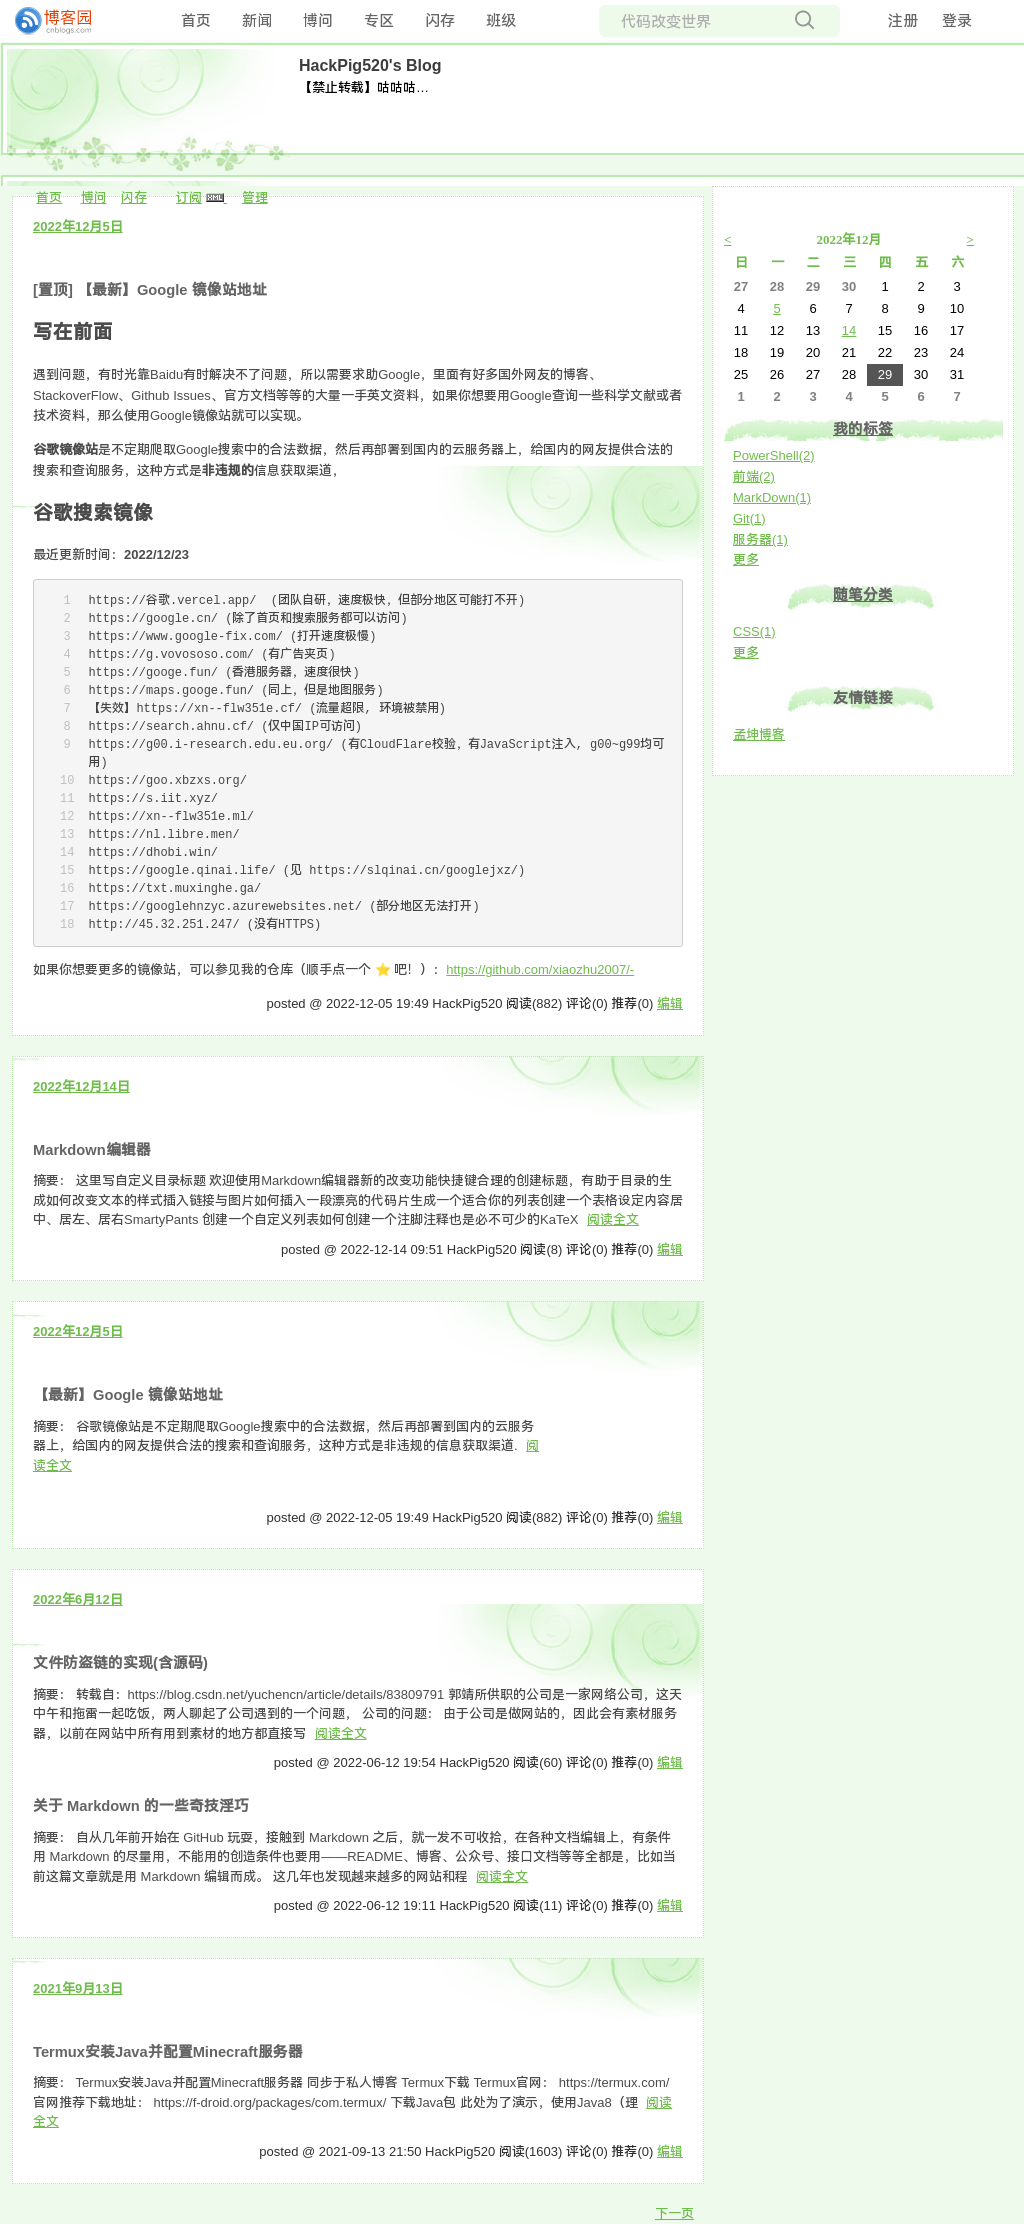 博客园
cnblogs.com
首页 新闻 博问 专区 闪存 班级 代码改变世界 注册 登录
HackPig520's Blog
【禁止转载】咕咕咕…
首页 博问 闪存 订阅 XML 管理
2022年12月5日
[置顶] 【最新】Google 镜像站地址
写在前面
遇到问题，有时光靠Baidu有时解决不了问题，所以需要求助Google，里面有好多国外网友的博客、
StackoverFlow、Github Issues、官方文档等等的大量一手英文资料，如果你想要用Google查询一些科学文献或者
技术资料，那么使用Google镜像站就可以实现。
谷歌镜像站是不定期爬取Google搜索中的合法数据，然后再部署到国内的云服务器上，给国内的网友提供合法的
搜索和查询服务，这种方式是非违规的信息获取渠道，
谷歌搜索镜像
最近更新时间：2022/12/23
1 https://谷歌.vercel.app/ (团队自研，速度极快，但部分地区可能打不开)
2 https://google.cn/ (除了首页和搜索服务都可以访问)
3 https://www.google-fix.com/ (打开速度极慢)
4 https://g.vovososo.com/ (有广告夹页)
5 https://googe.fun/ (香港服务器，速度很快)
6 https://maps.googe.fun/ (同上，但是地图服务)
7 【失效】https://xn--flw351e.cf/ (流量超限, 环境被禁用)
8 https://search.ahnu.cf/ (仅中国IP可访问)
9 https://g00.i-research.edu.eu.org/ (有CloudFlare校验，有JavaScript注入, g00~g99均可
用)
10 https://goo.xbzxs.org/
11 https://s.iit.xyz/
12 https://xn--flw351e.ml/
13 https://nl.libre.men/
14 https://dhobi.win/
15 https://google.qinai.life/ (见 https://slqinai.cn/googlejxz/)
16 https://txt.muxinghe.ga/
17 https://googlehnzyc.azurewebsites.net/ (部分地区无法打开)
18 http://45.32.251.247/ (没有HTTPS)
如果你想要更多的镜像站，可以参见我的仓库（顺手点一个 ⭐ 吧！）: https://github.com/xiaozhu2007/-
posted @ 2022-12-05 19:49 HackPig520 阅读(882) 评论(0) 推荐(0) 编辑
2022年12月14日
Markdown编辑器
摘要： 这里写自定义目录标题 欢迎使用Markdown编辑器新的改变功能快捷键合理的创建标题，有助于目录的生
成如何改变文本的样式插入链接与图片如何插入一段漂亮的代码片生成一个适合你的列表创建一个表格设定内容居
中、居左、居右SmartyPants 创建一个自定义列表如何创建一个注脚注释也是必不可少的KaTeX 阅读全文
posted @ 2022-12-14 09:51 HackPig520 阅读(8) 评论(0) 推荐(0) 编辑
2022年12月5日
【最新】Google 镜像站地址
摘要： 谷歌镜像站是不定期爬取Google搜索中的合法数据，然后再部署到国内的云服务
器上，给国内的网友提供合法的搜索和查询服务，这种方式是非违规的信息获取渠道. 阅
读全文
posted @ 2022-12-05 19:49 HackPig520 阅读(882) 评论(0) 推荐(0) 编辑
2022年6月12日
文件防盗链的实现(含源码)
摘要： 转载自：https://blog.csdn.net/yuchencn/article/details/83809791 郭靖所供职的公司是一家网络公司，这天
中午和拖雷一起吃饭，两人聊起了公司遇到的一个问题， 公司的问题： 由于公司是做网站的，因此会有素材服务
器，以前在网站中所有用到素材的地方都直接写 阅读全文
posted @ 2022-06-12 19:54 HackPig520 阅读(60) 评论(0) 推荐(0) 编辑
关于 Markdown 的一些奇技淫巧
摘要： 自从几年前开始在 GitHub 玩耍，接触到 Markdown 之后，就一发不可收拾，在各种文档编辑上，有条件
用 Markdown 的尽量用，不能用的创造条件也要用——README、博客、公众号、接口文档等等全都是，比如当
前这篇文章就是用 Markdown 编辑而成。 这几年也发现越来越多的网站和程 阅读全文
posted @ 2022-06-12 19:11 HackPig520 阅读(11) 评论(0) 推荐(0) 编辑
2021年9月13日
Termux安装Java并配置Minecraft服务器
摘要： Termux安装Java并配置Minecraft服务器 同步于私人博客 Termux下载 Termux官网： https://termux.com/
官网推荐下载地址： https://f-droid.org/packages/com.termux/ 下载Java包 此处为了演示，使用Java8（理 阅读
全文
posted @ 2021-09-13 21:50 HackPig520 阅读(1603) 评论(0) 推荐(0) 编辑
下一页
< 2022年12月 >
日 一 二 三 四 五 六
27 28 29 30 1 2 3
4 5 6 7 8 9 10
11 12 13 14 15 16 17
18 19 20 21 22 23 24
25 26 27 28 29 30 31
1 2 3 4 5 6 7
我的标签
PowerShell(2)
前端(2)
MarkDown(1)
Git(1)
服务器(1)
更多
随笔分类
CSS(1)
更多
友情链接
孟坤博客